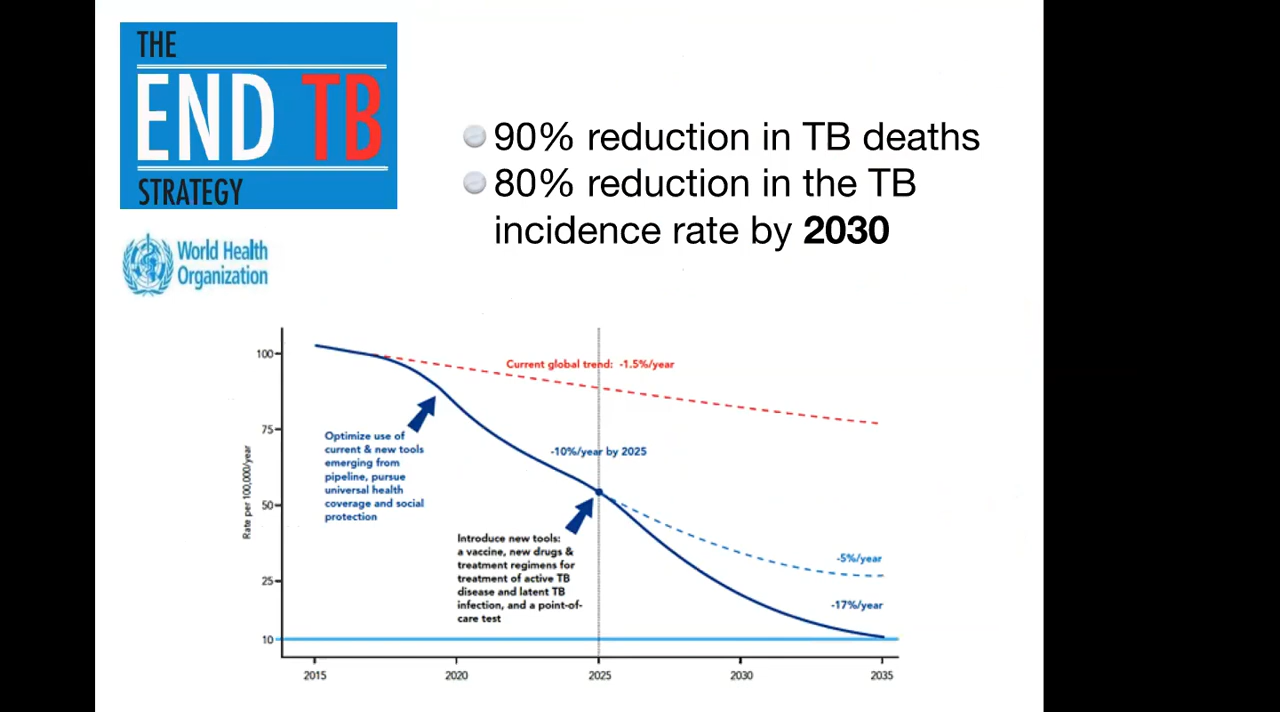 THE
END TB
STRATEGY
World Health
Organization
90% reduction in TB deaths
80% reduction in the TB
incidence rate by 2030
Rate per 100,000/year
100
75
50
25
10
Current global trend: -1.5%/year
Optimize use of
current & new tools
emerging from
pipeline, pursue
universal health
coverage and social
protection
-10%/year by 2025
Introduce new tools:
a vaccine, new drugs &
treatment regimens for
treatment of active TB
disease and latent TB
infection, and a point-of-
care test
-5%/year
-17%/year
2015
2020
2025
2030
2035